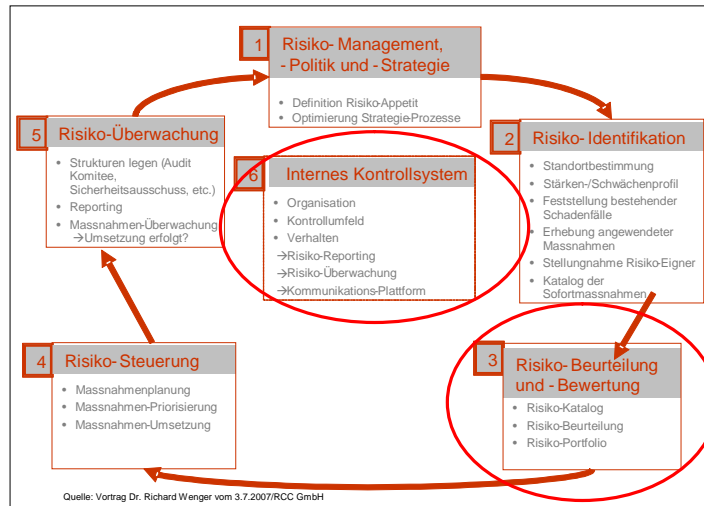 1
Risiko- Management,
- Politik und - Strategie
• Definition Risiko-Appetit
• Optimierung Strategie-Prozesse
2
Risiko- Identifikation
• Standortbestimmung
• Stärken-/Schwächenprofil
• Feststellung bestehender
Schadenfälle
• Erhebung angewendeter
Massnahmen
• Stellungnahme Risiko-Eigner
• Katalog der
Sofortmassnahmen
3
Risiko- Beurteilung
und - Bewertung
• Risiko-Katalog
• Risiko-Beurteilung
• Risiko-Portfolio
4
Risiko- Steuerung
• Massnahmenplanung
• Massnahmen-Priorisierung
• Massnahmen-Umsetzung
5
Risiko-Überwachung
• Strukturen legen (Audit
Komitee,
Sicherheitsausschuss, etc.)
• Reporting
• Massnahmen-Überwachung
→Umsetzung erfolgt?
6
Internes Kontrollsystem
• Organisation
• Kontrollumfeld
• Verhalten
→Risiko-Reporting
→Risiko-Überwachung
→Kommunikations-Plattform
Quelle: Vortrag Dr. Richard Wenger vom 3.7.2007/RCC GmbH